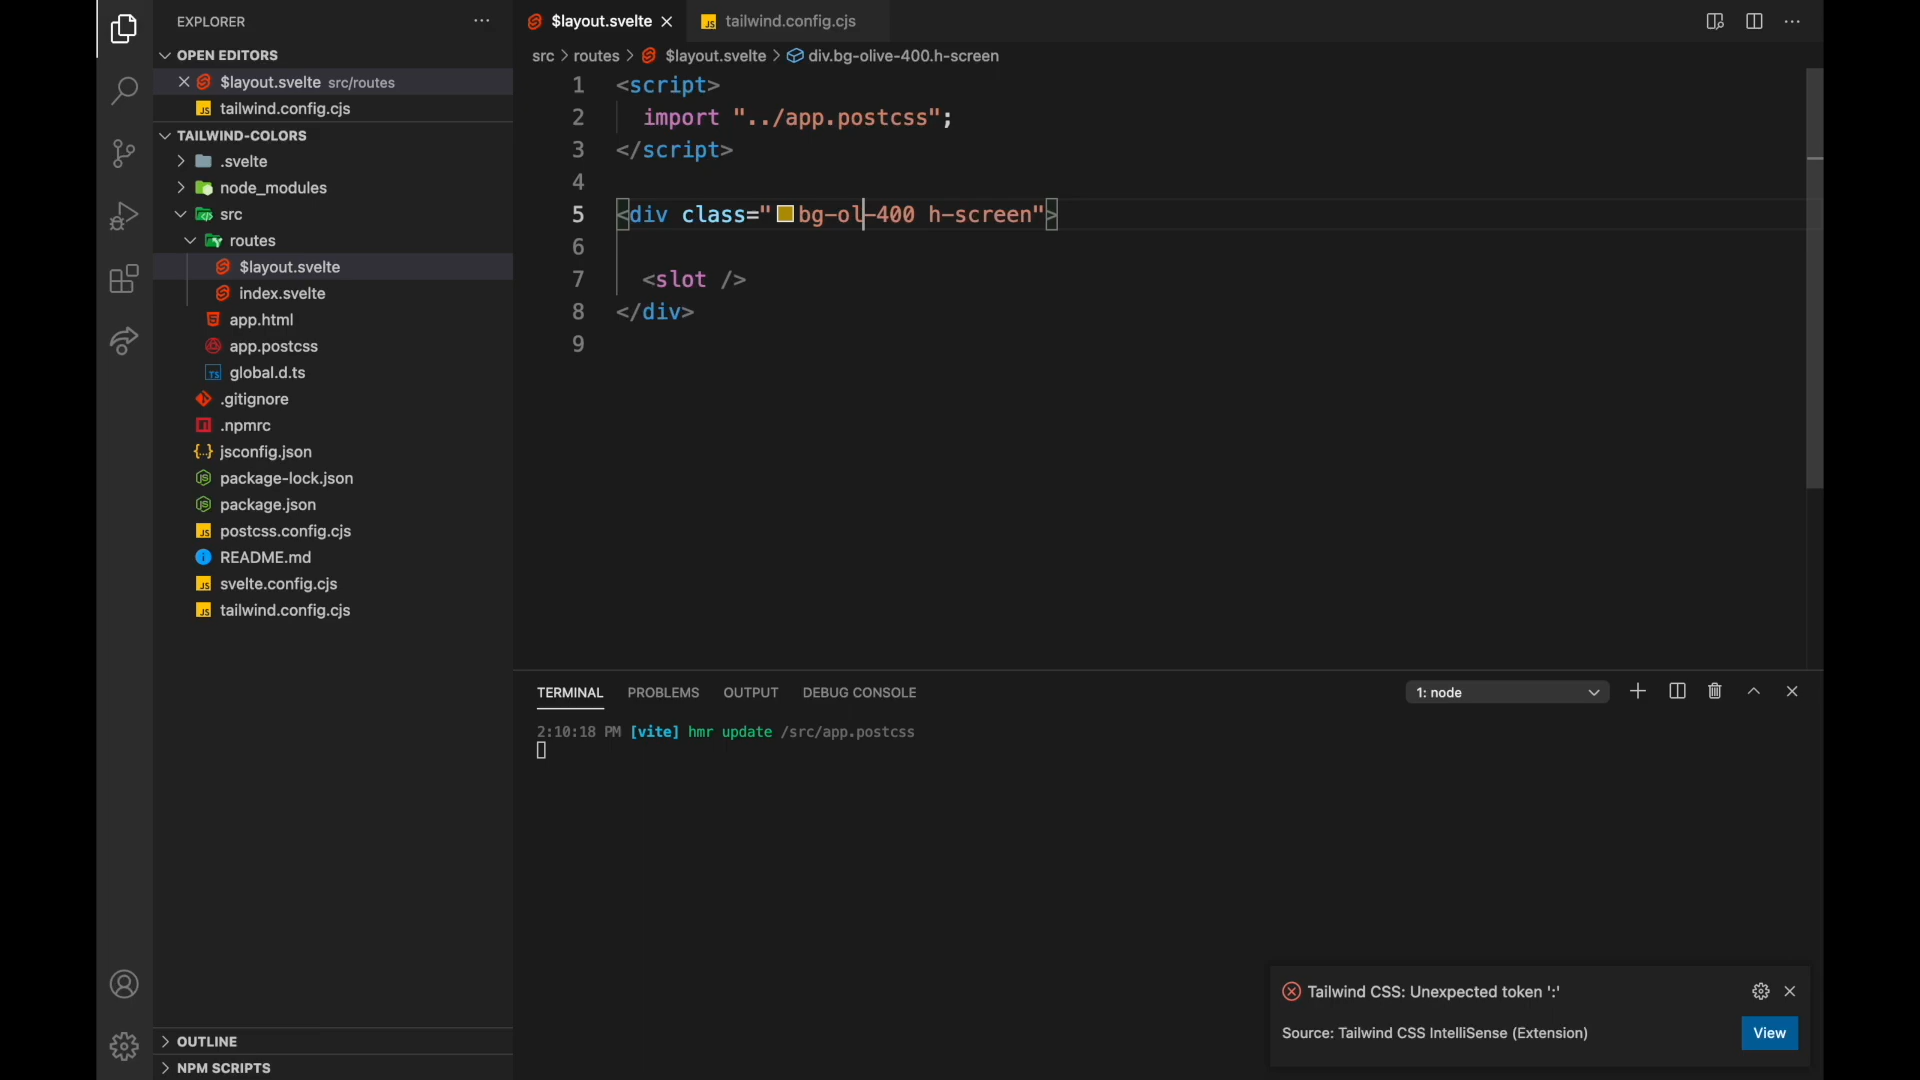 EXPLORER
OPEN EDITORS
$layout.svelte src/routes
tailwind.config.cjs
TAILWIND-COLORS
.svelte
node_modules
src
routes
$layout.svelte
index.svelte
app.html
app.postcss
global.d.ts
.gitignore
.npmrc
jsconfig.json
package-lock.json
package.json
postcss.config.cjs
README.md
svelte.config.cjs
tailwind.config.cjs
OUTLINE
NPM SCRIPTS
$layout.svelte
tailwind.config.cjs
src > routes > $layout.svelte > div.bg-olive-400.h-screen
1 <script>
2 import "../app.postcss";
3 </script>
4
5 <div class="bg-ol-400 h-screen">
6
7 <slot />
8 </div>
9
TERMINAL PROBLEMS OUTPUT DEBUG CONSOLE
1: node
2:10:18 PM [vite] hmr update /src/app.postcss
Tailwind CSS: Unexpected token ':'
Source: Tailwind CSS IntelliSense (Extension)
View